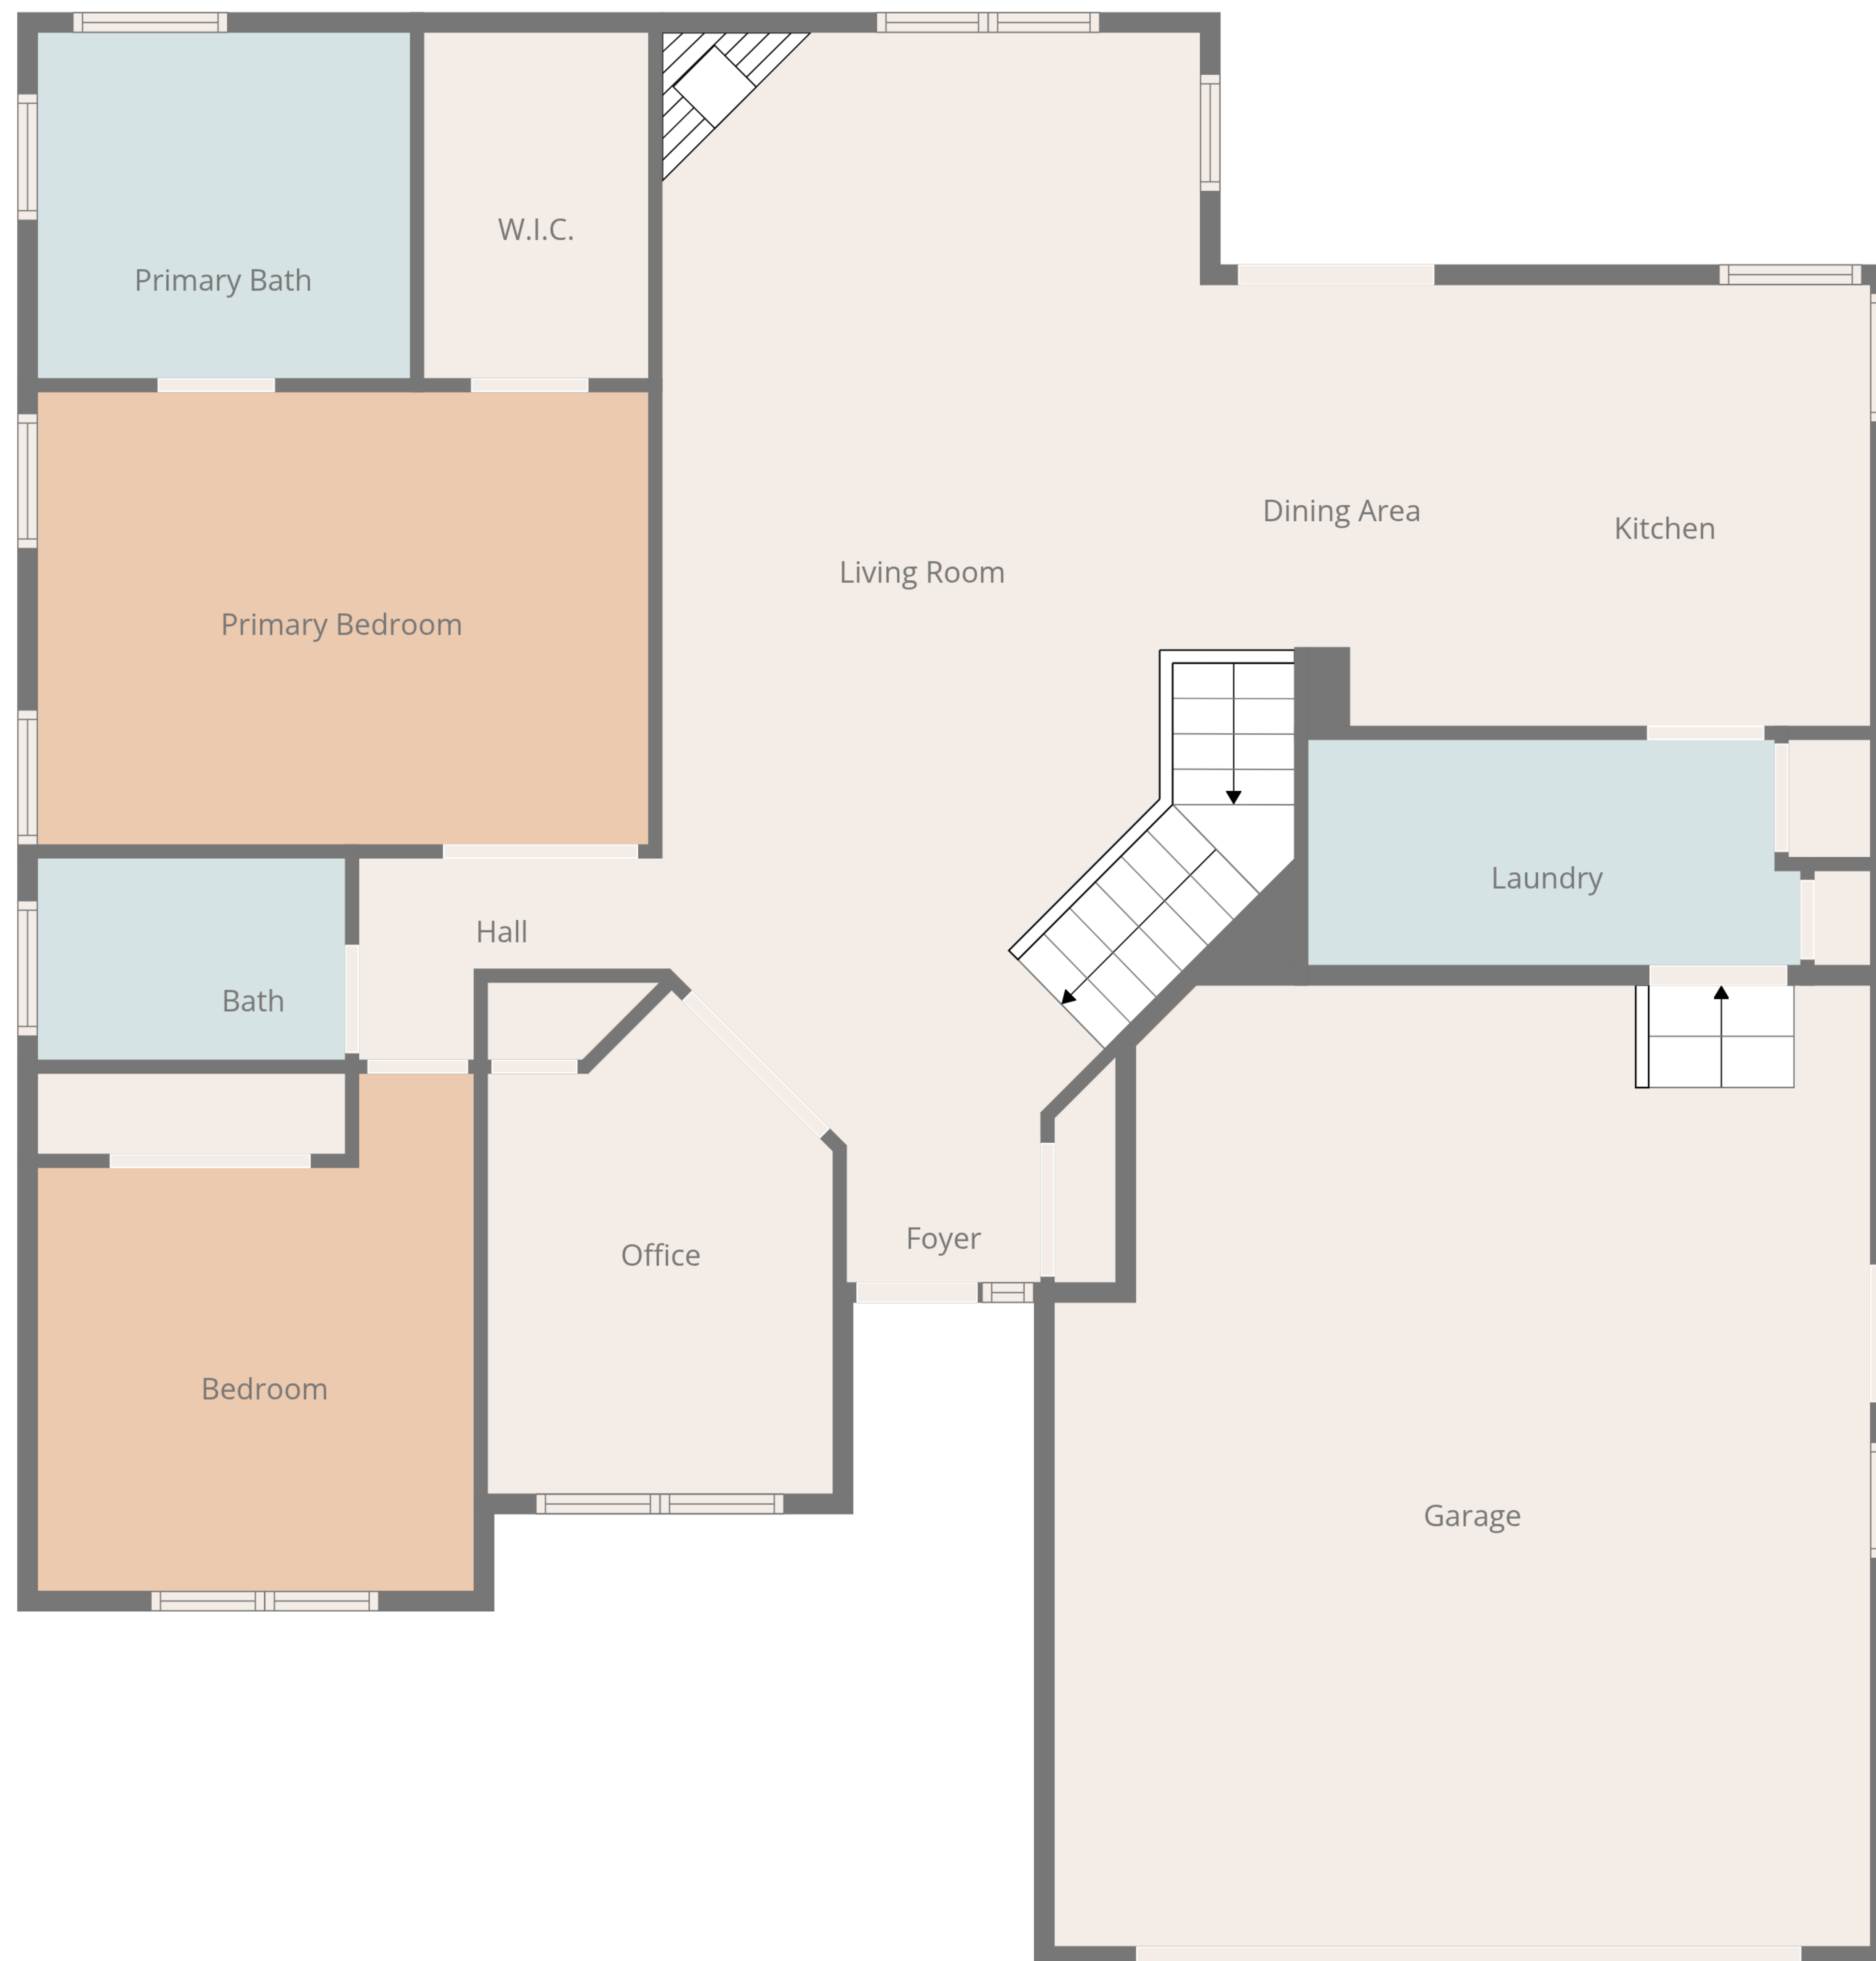 W.I.C.
Primary Bath
Dining Area
Kitchen
Living Room
Primary Bedroom
Laundry
Hall
Bath
Foyer
Office
Bedroom
Garage